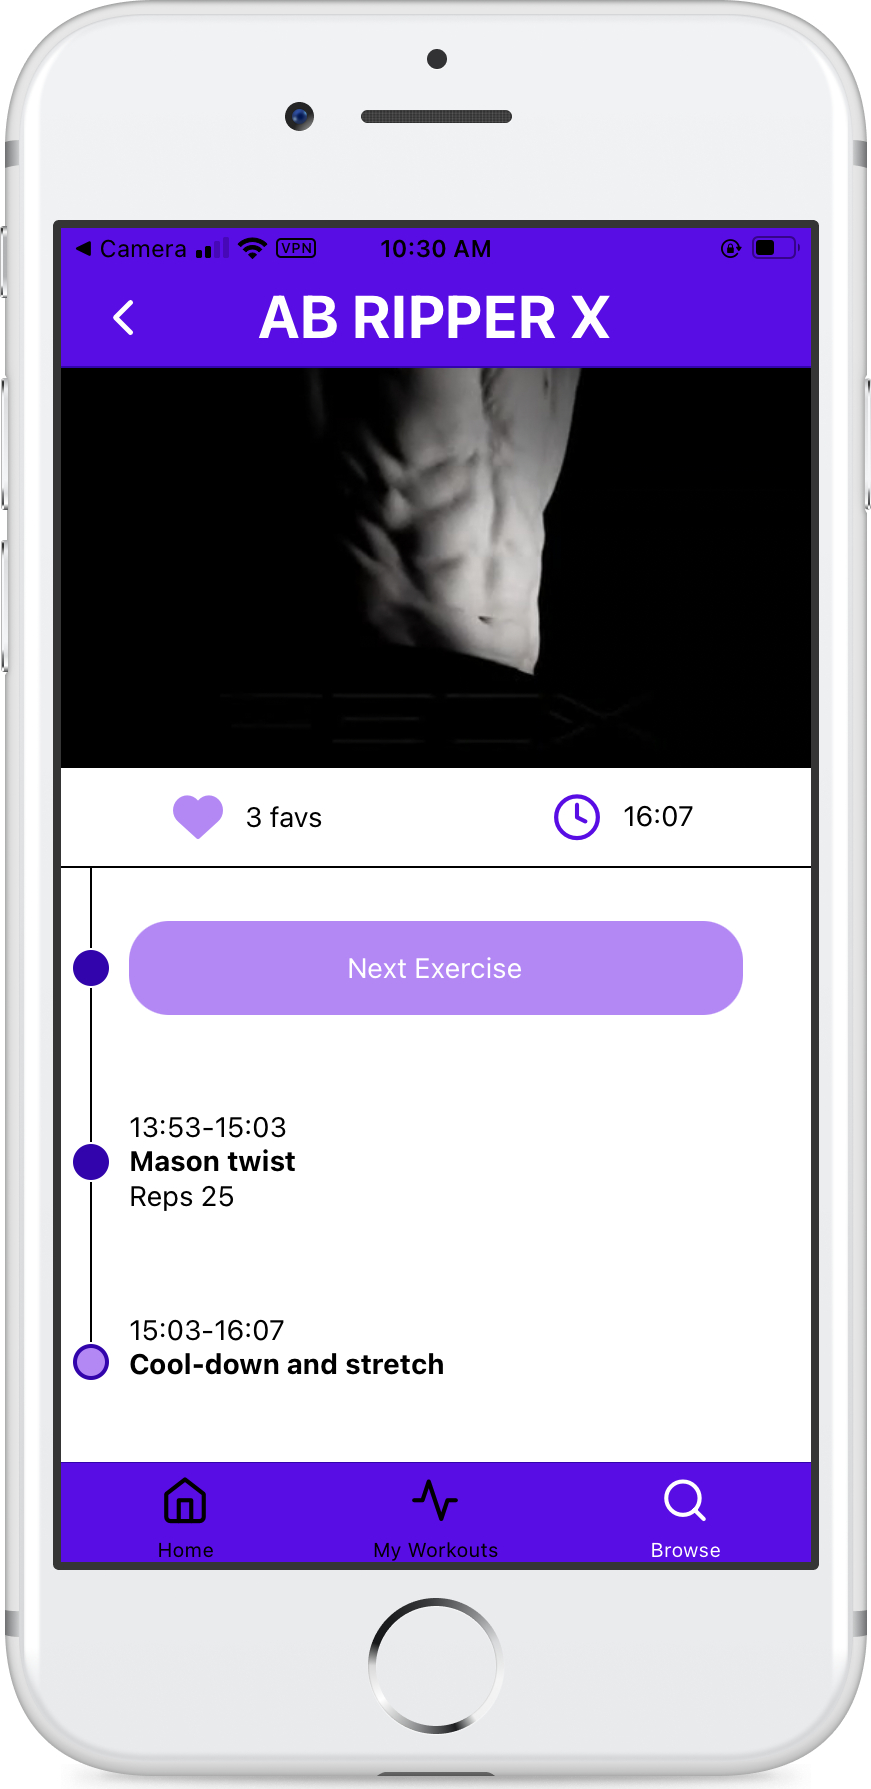 ◀ Camera VPN 10:30 AM
AB RIPPER X
3 favs
16:07
Next Exercise
13:53-15:03
Mason twist
Reps 25
15:03-16:07
Cool-down and stretch
Home
My Workouts
Browse